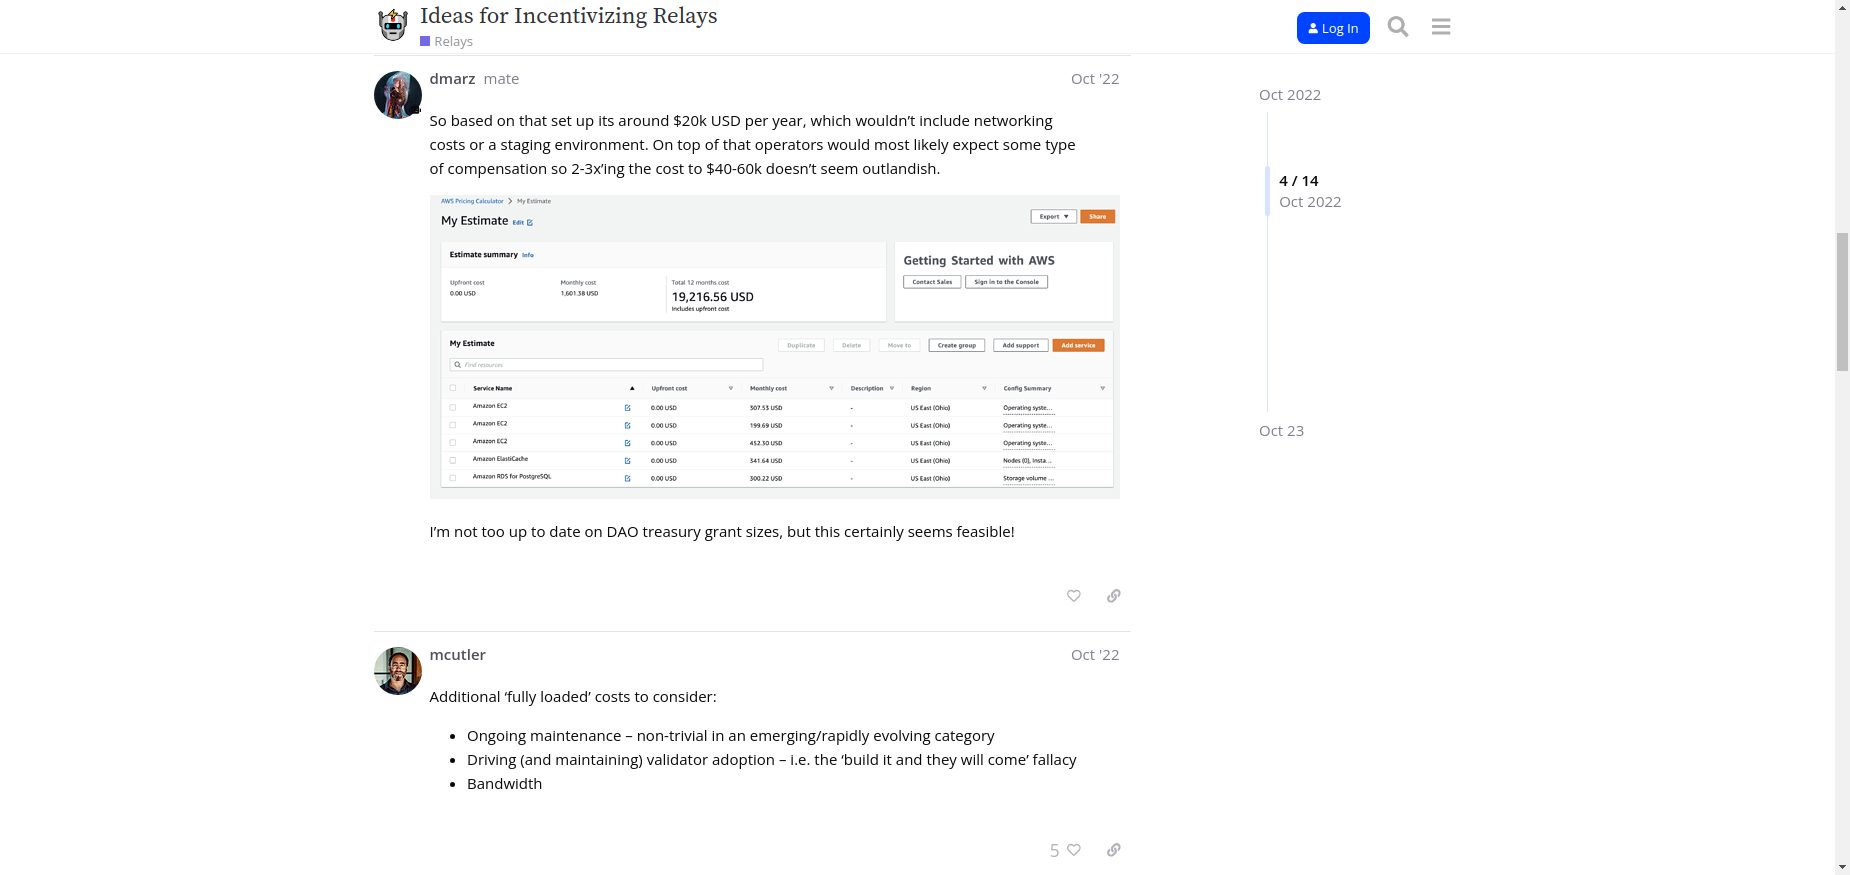 Ideas for Incentivizing Relays
Relays
Log In
dmarz mate Oct '22
So based on that set up its around $20k USD per year, which wouldn’t include networking
costs or a staging environment. On top of that operators would most likely expect some type
of compensation so 2-3x’ing the cost to $40-60k doesn’t seem outlandish.
AWS Pricing Calculator > My Estimate
My Estimate Edit
Export Share
Estimate summary Info
Upfront cost Monthly cost Total 12 months cost
0.00 USD 1,601.38 USD 19,216.56 USD
Includes upfront cost
Getting Started with AWS
Contact Sales Sign in to the Console
My Estimate
Duplicate Delete Move to Create group Add support Add service
Find resources
Service Name Upfront cost Monthly cost Description Region Config Summary
Amazon EC2 0.00 USD 307.53 USD - US East (Ohio) Operating syste...
Amazon EC2 0.00 USD 199.69 USD - US East (Ohio) Operating syste...
Amazon EC2 0.00 USD 452.30 USD - US East (Ohio) Operating syste...
Amazon ElastiCache 0.00 USD 341.64 USD - US East (Ohio) Nodes (0), Insta...
Amazon RDS for PostgreSQL 0.00 USD 300.22 USD - US East (Ohio) Storage volume ...
I’m not too up to date on DAO treasury grant sizes, but this certainly seems feasible!
mcutler Oct '22
Additional ‘fully loaded’ costs to consider:
• Ongoing maintenance – non-trivial in an emerging/rapidly evolving category
• Driving (and maintaining) validator adoption – i.e. the ‘build it and they will come’ fallacy
• Bandwidth
5
Oct 2022
4 / 14
Oct 2022
Oct 23